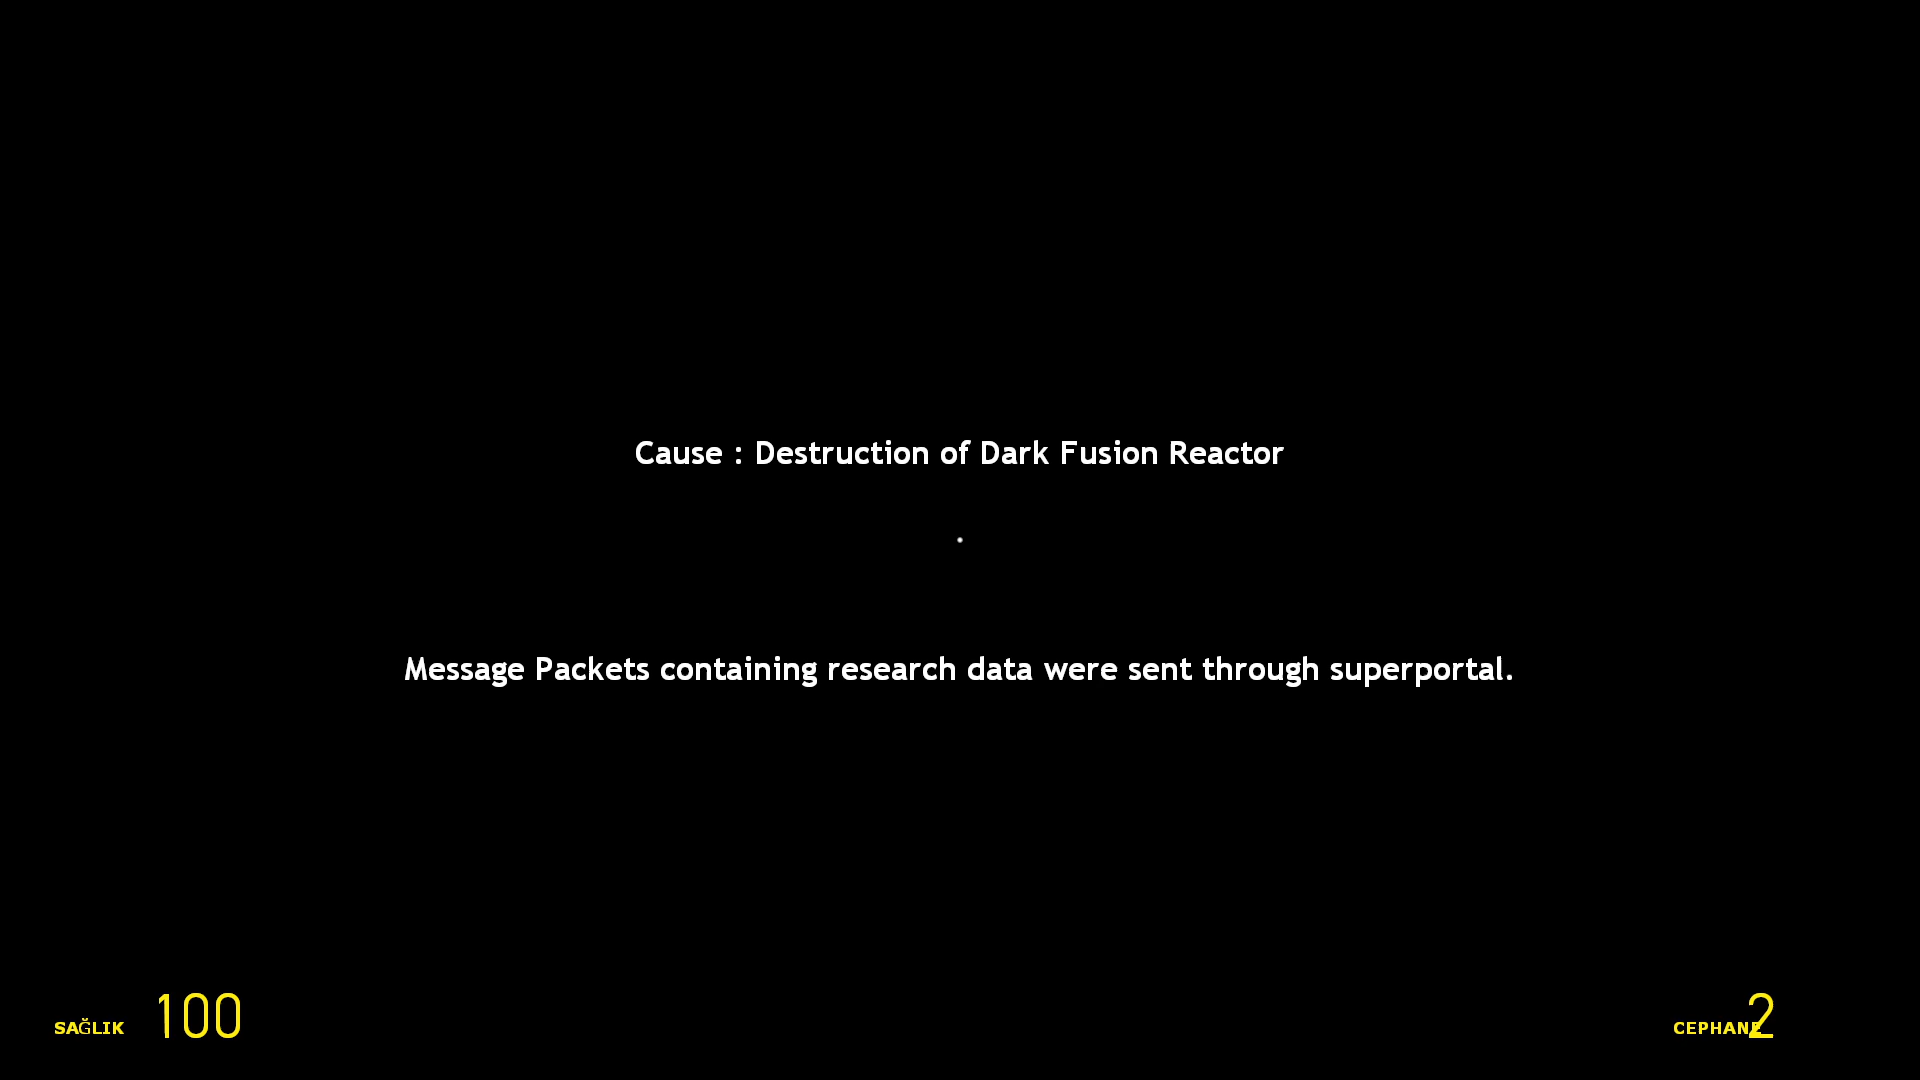 Cause : Destruction of Dark Fusion Reactor
Message Packets containing research data were sent through superportal.
SAĞLIK 100
CEPHANE 2